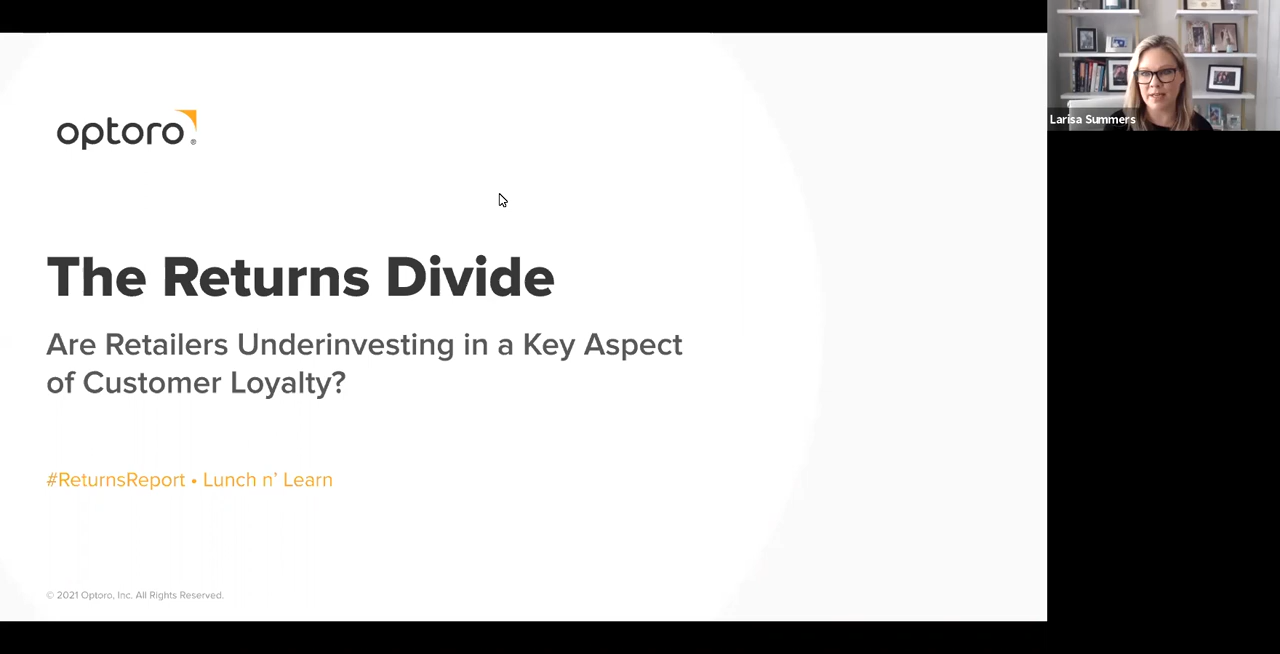 optoro®
Larisa Summers
The Returns Divide
Are Retailers Underinvesting in a Key Aspect
of Customer Loyalty?
#ReturnsReport • Lunch n’ Learn
© 2021 Optoro, Inc. All Rights Reserved.